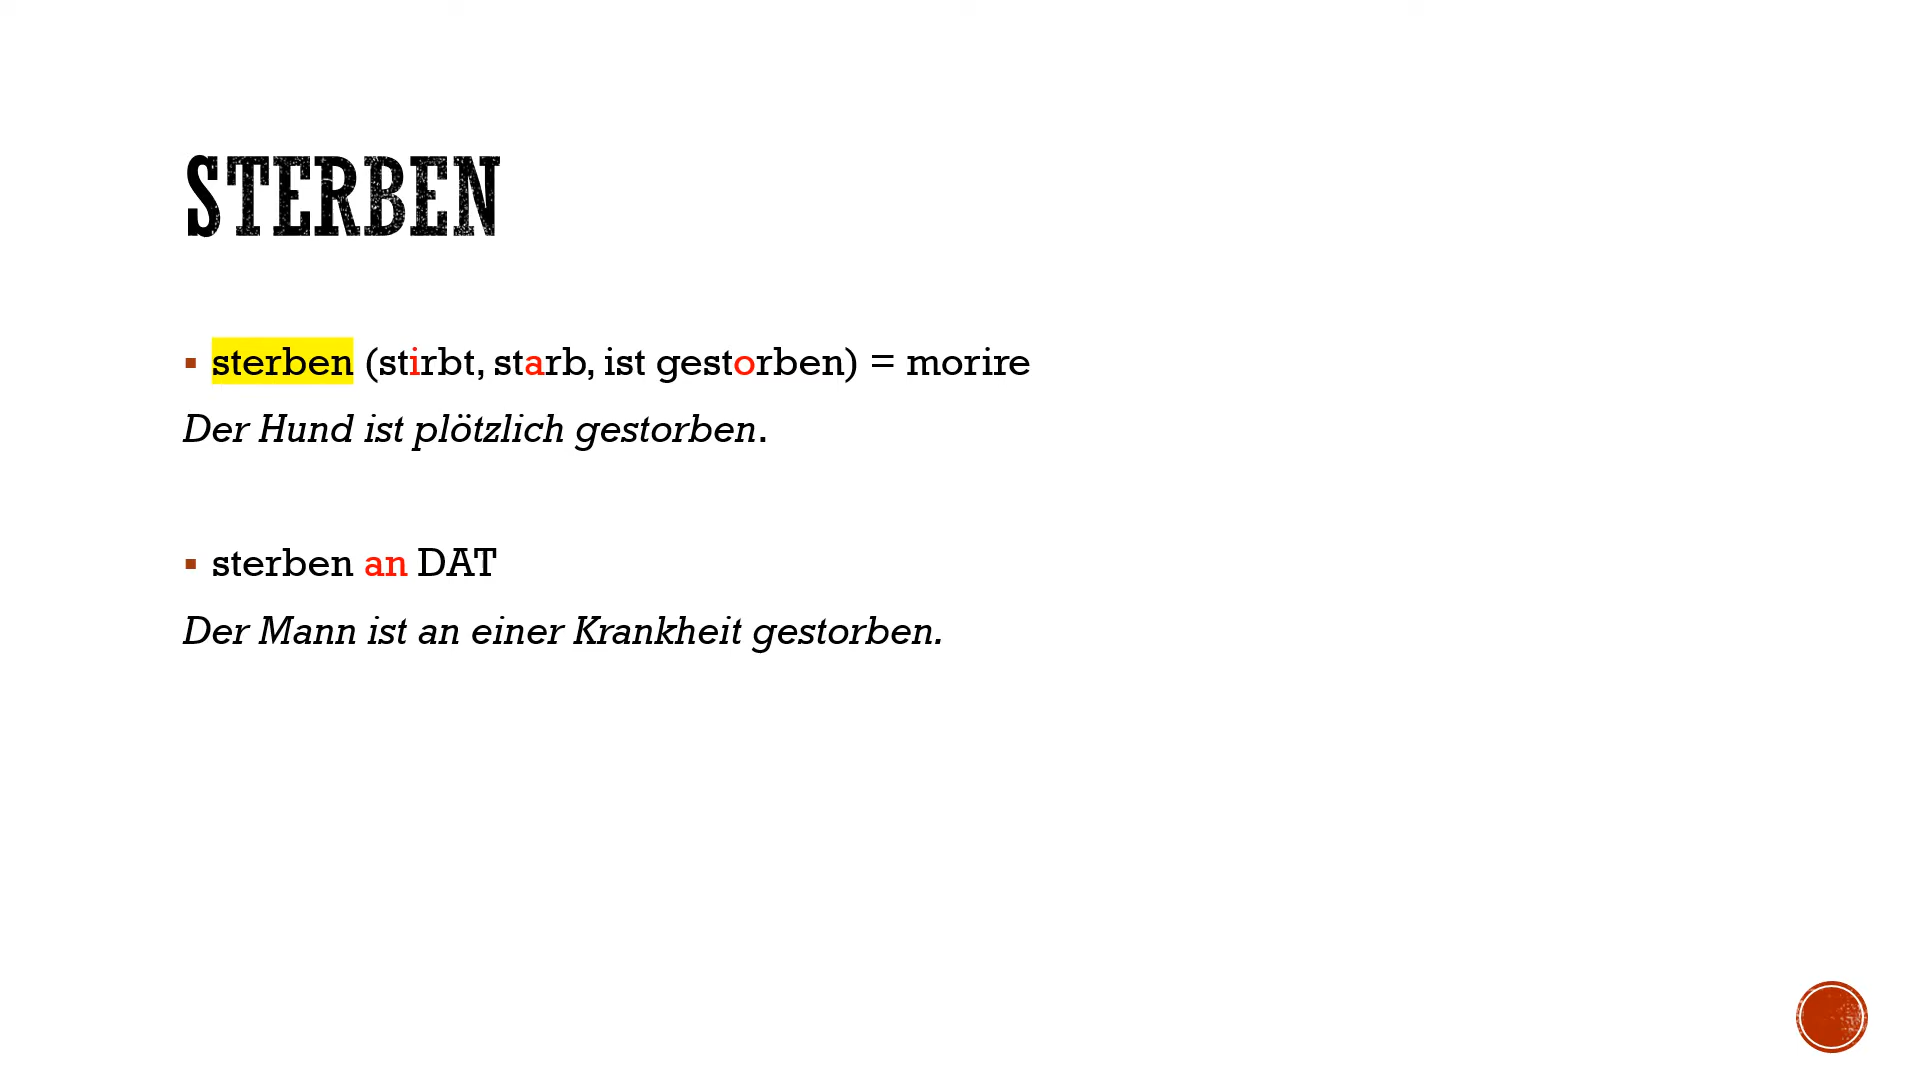 STERBEN
▪ sterben (stirbt, starb, ist gestorben) = morire
Der Hund ist plötzlich gestorben.
▪ sterben an DAT
Der Mann ist an einer Krankheit gestorben.